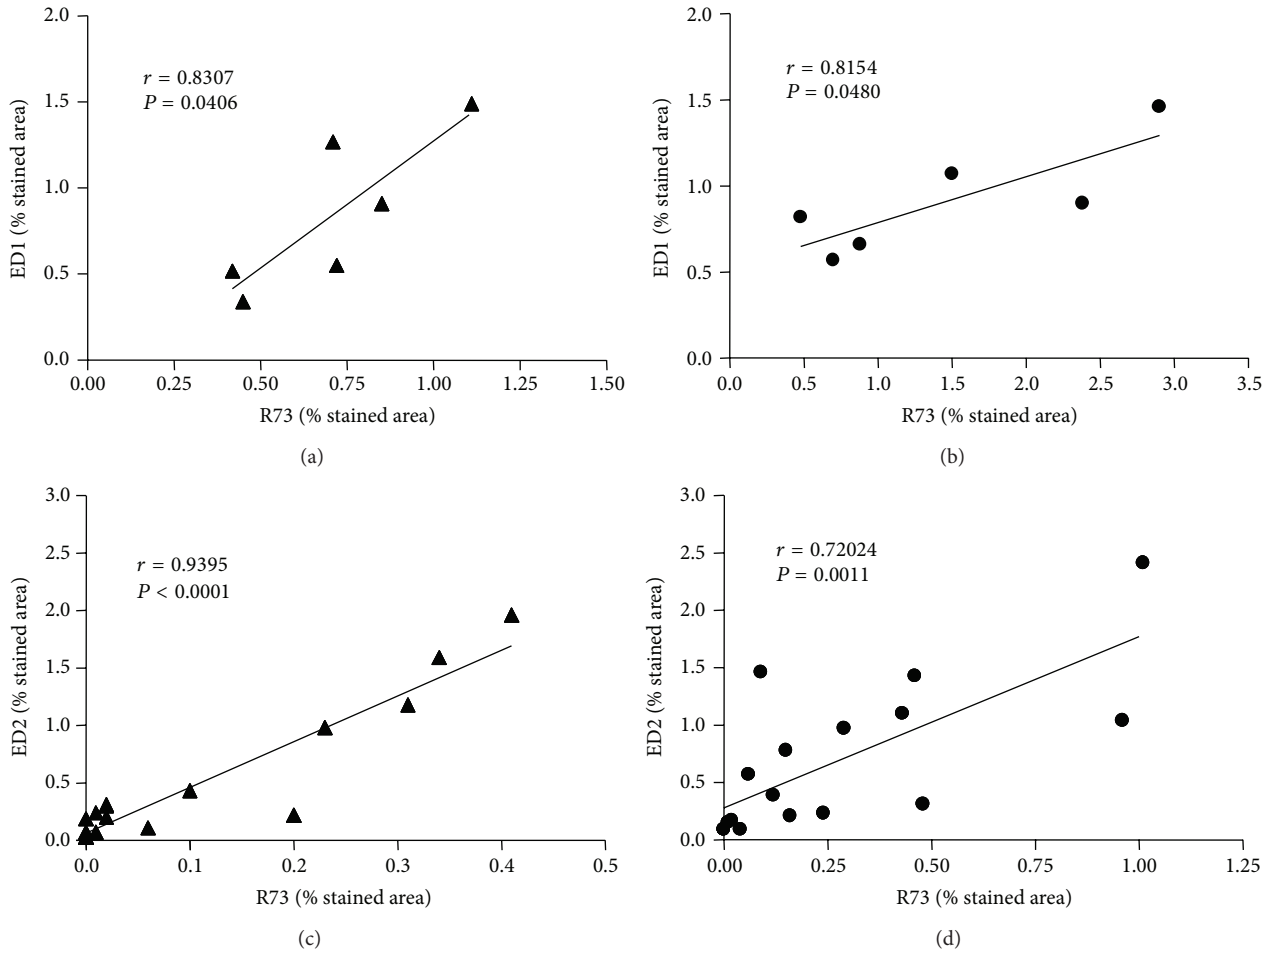 2.0
1.5
1.0
0.5
0.0
0.00 0.25 0.50 0.75 1.00 1.25 1.50
ED1 (% stained area)
r = 0.8307
P = 0.0406
R73 (% stained area)
(a)
2.0
1.5
1.0
0.5
0.0
0.0 0.5 1.0 1.5 2.0 2.5 3.0 3.5
ED1 (% stained area)
r = 0.8154
P = 0.0480
R73 (% stained area)
(b)
3.0
2.5
2.0
1.5
1.0
0.5
0.0
0.0 0.1 0.2 0.3 0.4 0.5
ED2 (% stained area)
r = 0.9395
P < 0.0001
R73 (% stained area)
(c)
3.0
2.5
2.0
1.5
1.0
0.5
0.0
0.00 0.25 0.50 0.75 1.00 1.25
ED2 (% stained area)
r = 0.72024
P = 0.0011
R73 (% stained area)
(d)